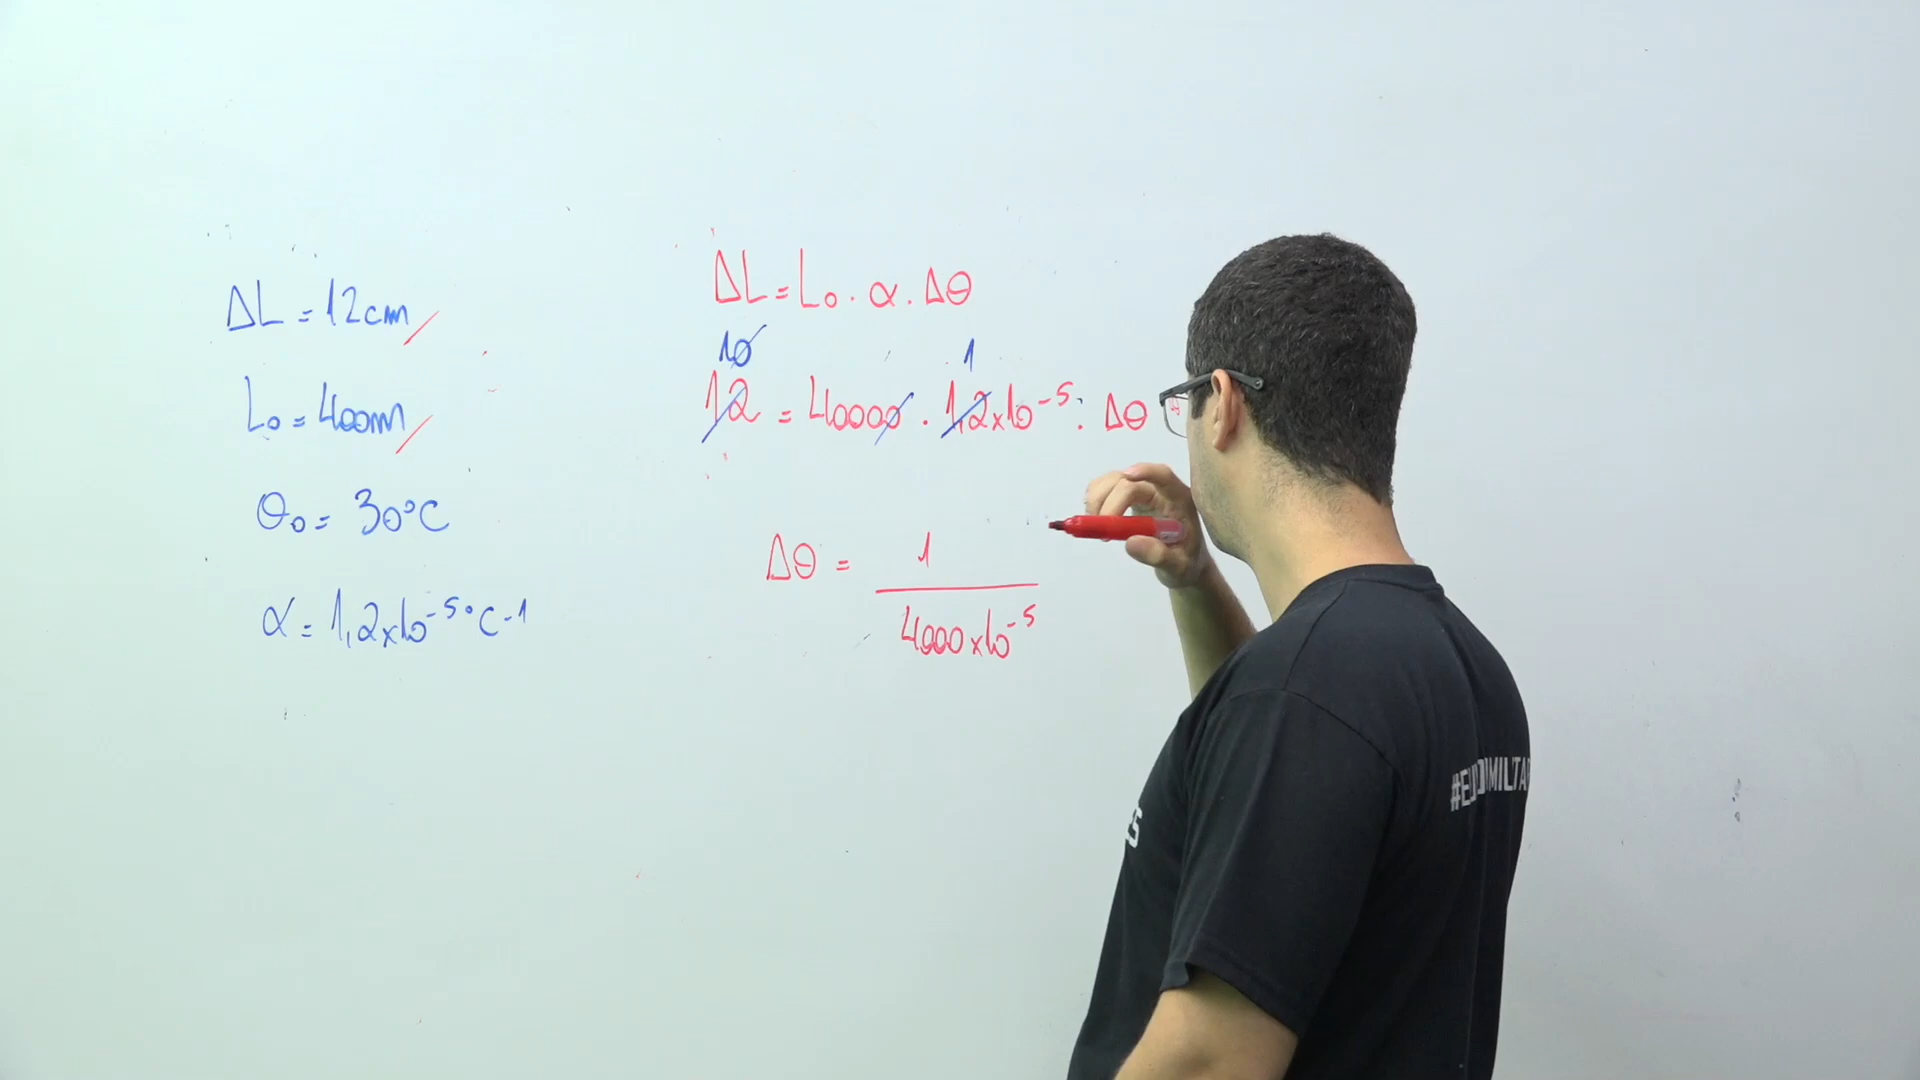 ΔL = 12cm
L₀ = 400m
θ₀ = 30°C
α = 1,2x10⁻⁵ °C⁻¹
ΔL = L₀ . α . Δθ
10 1
12 = 40000 . 1,2x10⁻⁵ . Δθ
Δθ = 1
4000x10⁻⁵